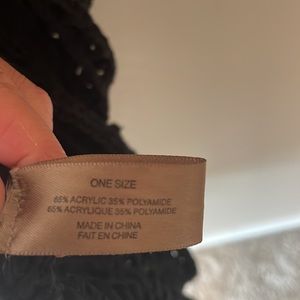 ONE SIZE
65% ACRYLIC 35% POLYAMIDE
65% ACRYLIQUE 35% POLYAMIDE
MADE IN CHINA
FAIT EN CHINE